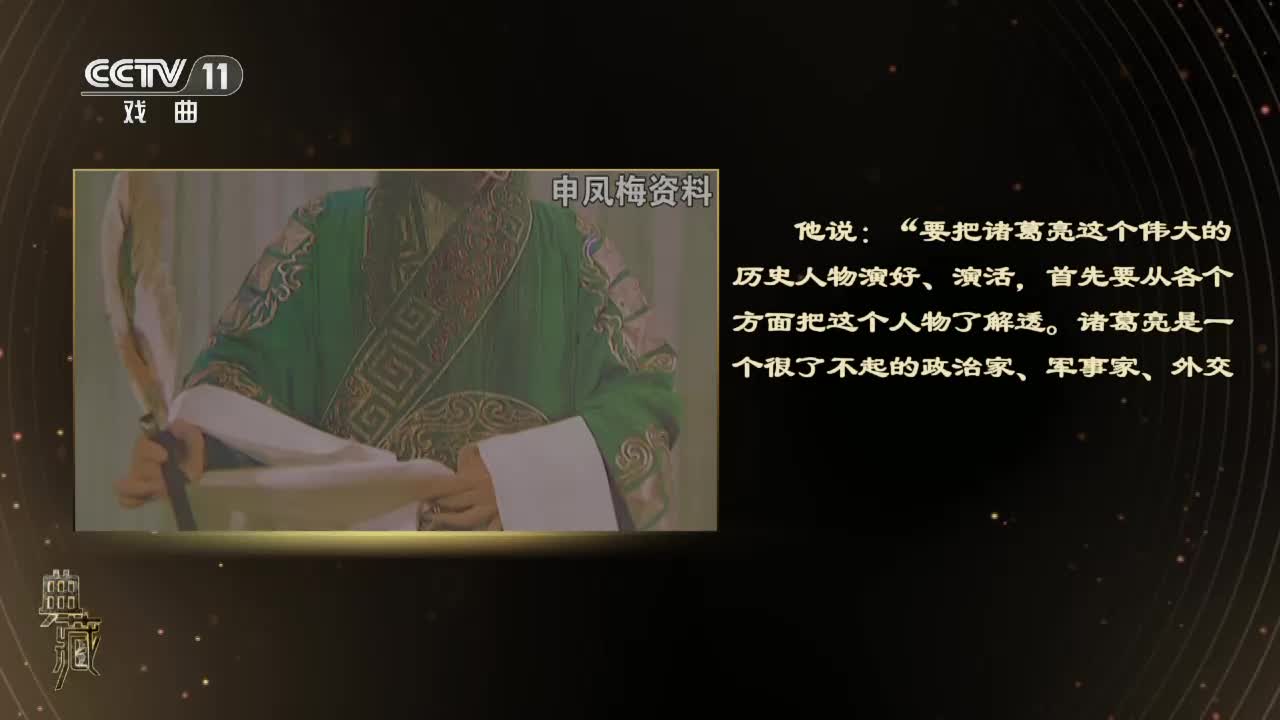 CCTV 11
戏 曲
申凤梅资料
他说：“要把诸葛亮这个伟大的
历史人物演好、演活，首先要从各个
方面把这个人物了解透。诸葛亮是一
个很了不起的政治家、军事家、外交
典藏